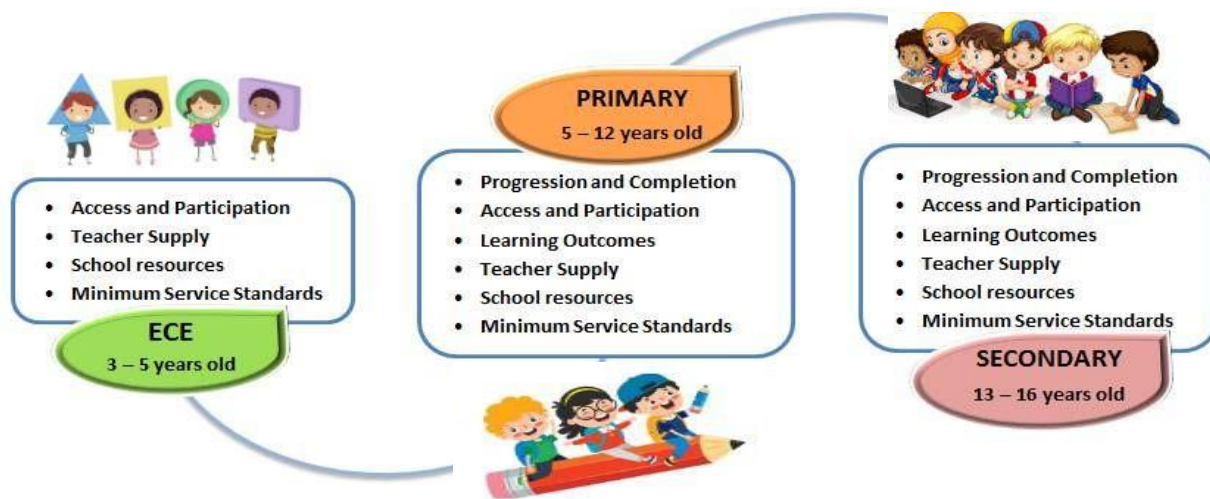 • Access and Participation
• Teacher Supply
• School resources
• Minimum Service Standards
ECE
3 – 5 years old
PRIMARY
5 – 12 years old
• Progression and Completion
• Access and Participation
• Learning Outcomes
• Teacher Supply
• School resources
• Minimum Service Standards
• Progression and Completion
• Access and Participation
• Learning Outcomes
• Teacher Supply
• School resources
• Minimum Service Standards
SECONDARY
13 – 16 years old